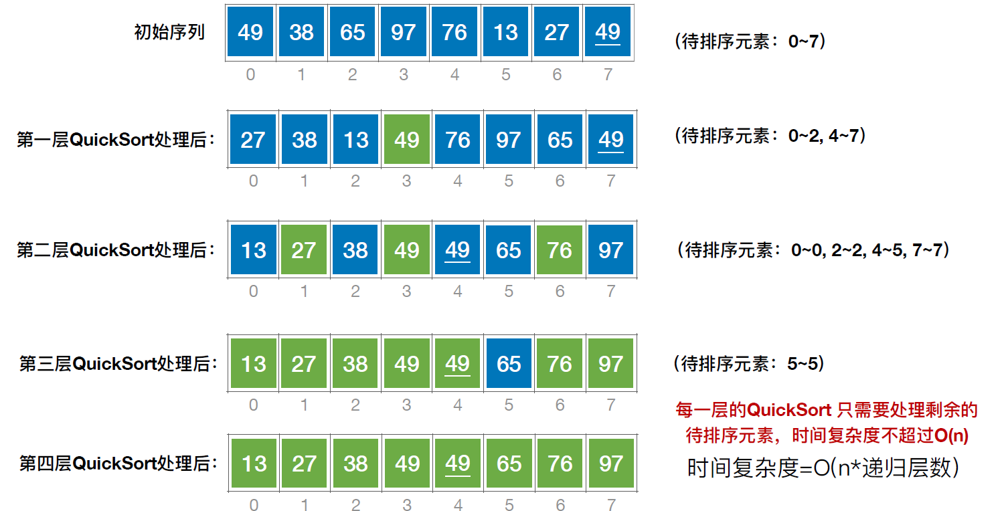 初始序列 49 38 65 97 76 13 27 49 (待排序元素：0~7)
0 1 2 3 4 5 6 7
第一层QuickSort处理后： 27 38 13 49 76 97 65 49 (待排序元素：0~2, 4~7)
0 1 2 3 4 5 6 7
第二层QuickSort处理后： 13 27 38 49 49 65 76 97 (待排序元素：0~0, 2~2, 4~5, 7~7)
0 1 2 3 4 5 6 7
第三层QuickSort处理后： 13 27 38 49 49 65 76 97 (待排序元素：5~5)
0 1 2 3 4 5 6 7
每一层的QuickSort 只需要处理剩余的
待排序元素，时间复杂度不超过O(n)
时间复杂度=O(n*递归层数)
第四层QuickSort处理后： 13 27 38 49 49 65 76 97
0 1 2 3 4 5 6 7